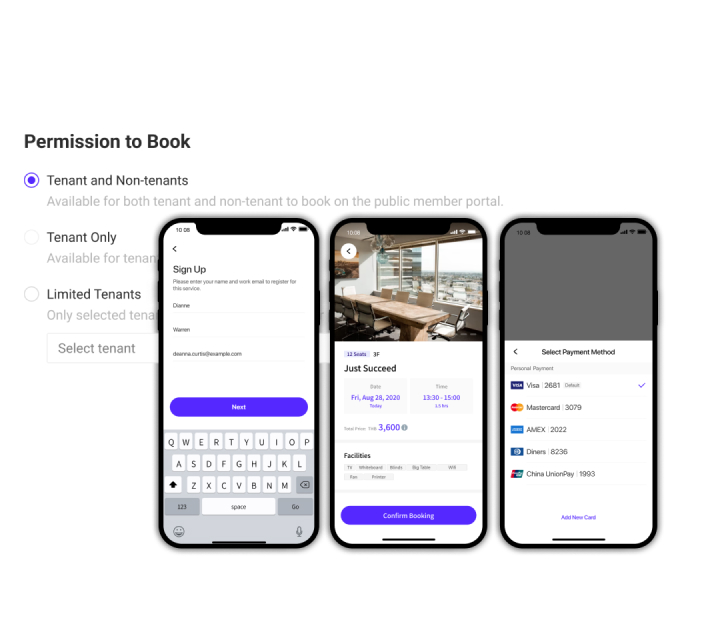 Permission to Book
Tenant and Non-tenants
Available for both tenant and non-tenant to book on the public member portal.
Tenant Only
Available for tenan
Limited Tenants
Only selected tena
Select tenant
10:08
Sign Up
Please enter your name and work email to register for
this service.
Dianne
Warren
deanna.curtis@example.com
Next
Q W E R T Y U I O P
A S D F G H J K L
Z X C V B N M
123 space Go
10:08
12 Seats 3F
Just Succeed
Date Time
Fri, Aug 28, 2020 13:30 - 15:00
Today 1.5 hrs
Total Price THB 3,600
Facilities
TV Whiteboard Blinds Big Table Wifi
Fan Printer
Confirm Booking
10:08
Select Payment Method
Personal Payment
VISA Visa 2681 Default
Mastercard 3079
AMEX 2022
Diners 8236
China UnionPay 1993
Add New Card